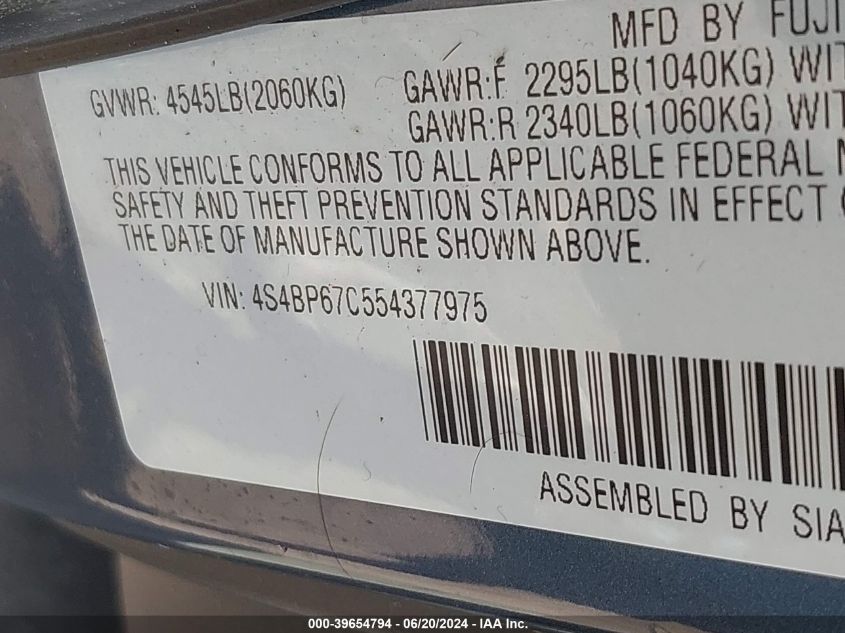 MFD BY FUJI
GVWR: 4545LB(2060KG) GAWR:F 2295LB(1040KG) WIT
GAWR:R 2340LB(1060KG) WIT
THIS VEHICLE CONFORMS TO ALL APPLICABLE FEDERAL
SAFETY AND THEFT PREVENTION STANDARDS IN EFFECT
THE DATE OF MANUFACTURE SHOWN ABOVE.
VIN: 4S4BP67C554377975
ASSEMBLED BY SIA
000-39654794 - 06/20/2024 - IAA Inc.